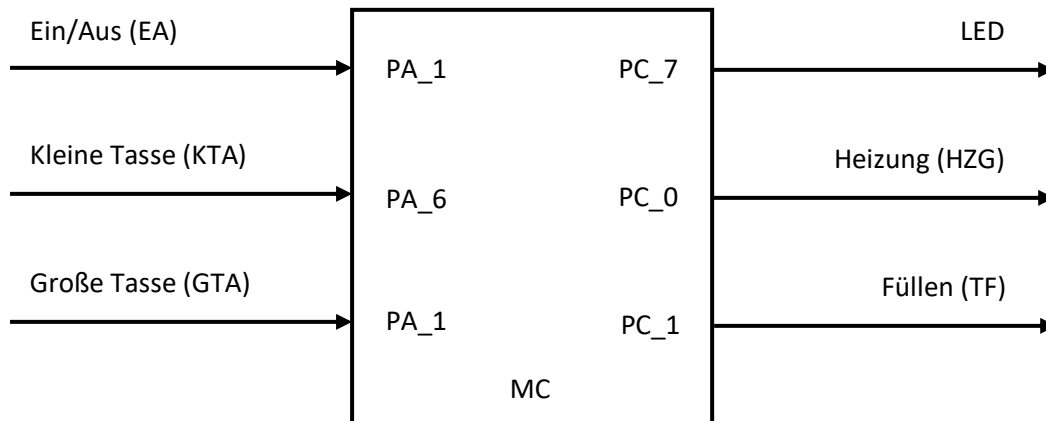 Ein/Aus (EA)
LED
PA_1
PC_7
Kleine Tasse (KTA)
Heizung (HZG)
PA_6
PC_0
Große Tasse (GTA)
Füllen (TF)
PA_1
PC_1
MC